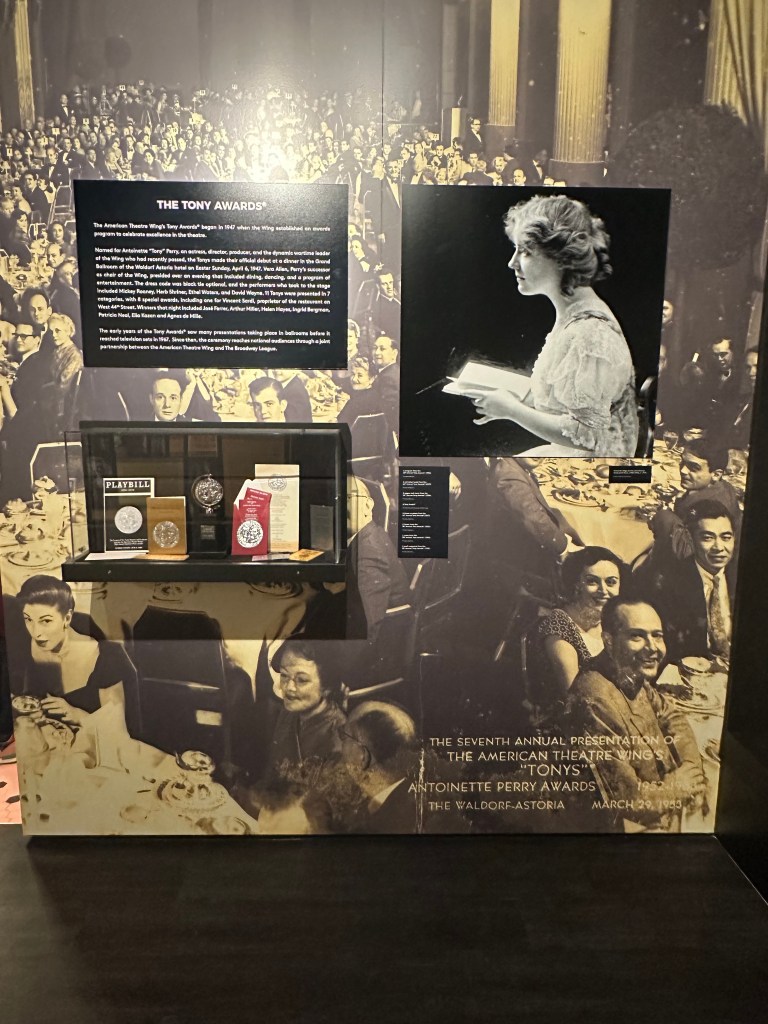 THE TONY AWARDS®
The American Theatre Wing's Tony Awards® began in 1947 when the Wing established an awards
program to celebrate excellence in the theatre.
Named for Antoinette "Tony" Perry, an actress, director, producer, and the dynamic wartime leader
of the Wing who had recently passed, the Tonys made their official debut at a dinner in the Grand
Ballroom of the Waldorf Astoria hotel on Easter Sunday, April 6, 1947. Vera Allen, Perry's successor
as chair of the Wing, presided over an evening that included dining, dancing, and a program of
entertainment. The dress code was black tie optional, and the performers who took to the stage
included Mickey Rooney, Herb Shriner, Ethel Waters, and David Wayne. 11 Tonys were presented in 7
categories, with 8 special awards, including one for Vincent Sardi, proprietor of the restaurant on
West 44th Street. Winners that night included José Ferrer, Arthur Miller, Helen Hayes, Ingrid Bergman,
Patricia Neal, Elia Kazan and Agnes de Mille.
The early years of the Tony Awards® saw many presentations taking place in ballrooms before it
reached television sets in 1967. Since then, the ceremony reaches national audiences through a joint
partnership between the American Theatre Wing and The Broadway League.
PLAYBILL
THE SEVENTH ANNUAL PRESENTATION OF
THE AMERICAN THEATRE WING'S
"TONYS"
ANTOINETTE PERRY AWARDS
THE WALDORF-ASTORIA MARCH 29, 1953